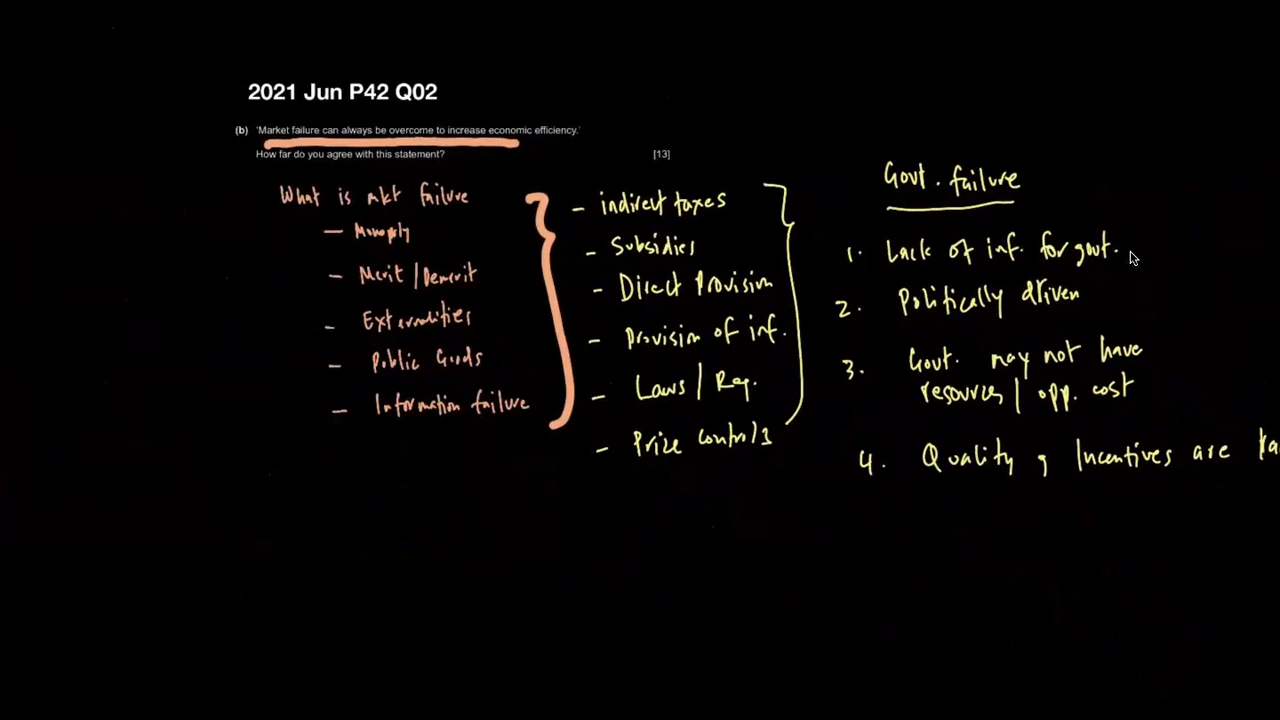 2021 Jun P42 Q02
(b) 'Market failure can always be overcome to increase economic efficiency.'
How far do you agree with this statement? [13]
What is mkt failure
– Monoply
– Merit / Demerit
– Externalities
– Public Goods
– Information failure
– indirect taxes
– Subsidies
– Direct Provision
– Provision of inf.
– Laws / Reg.
– Price controls
Govt. failure
1. Lack of inf. for govt.
2. Politically driven
3. Govt. may not have
resources / opp. cost
4. Quality of Incentives are